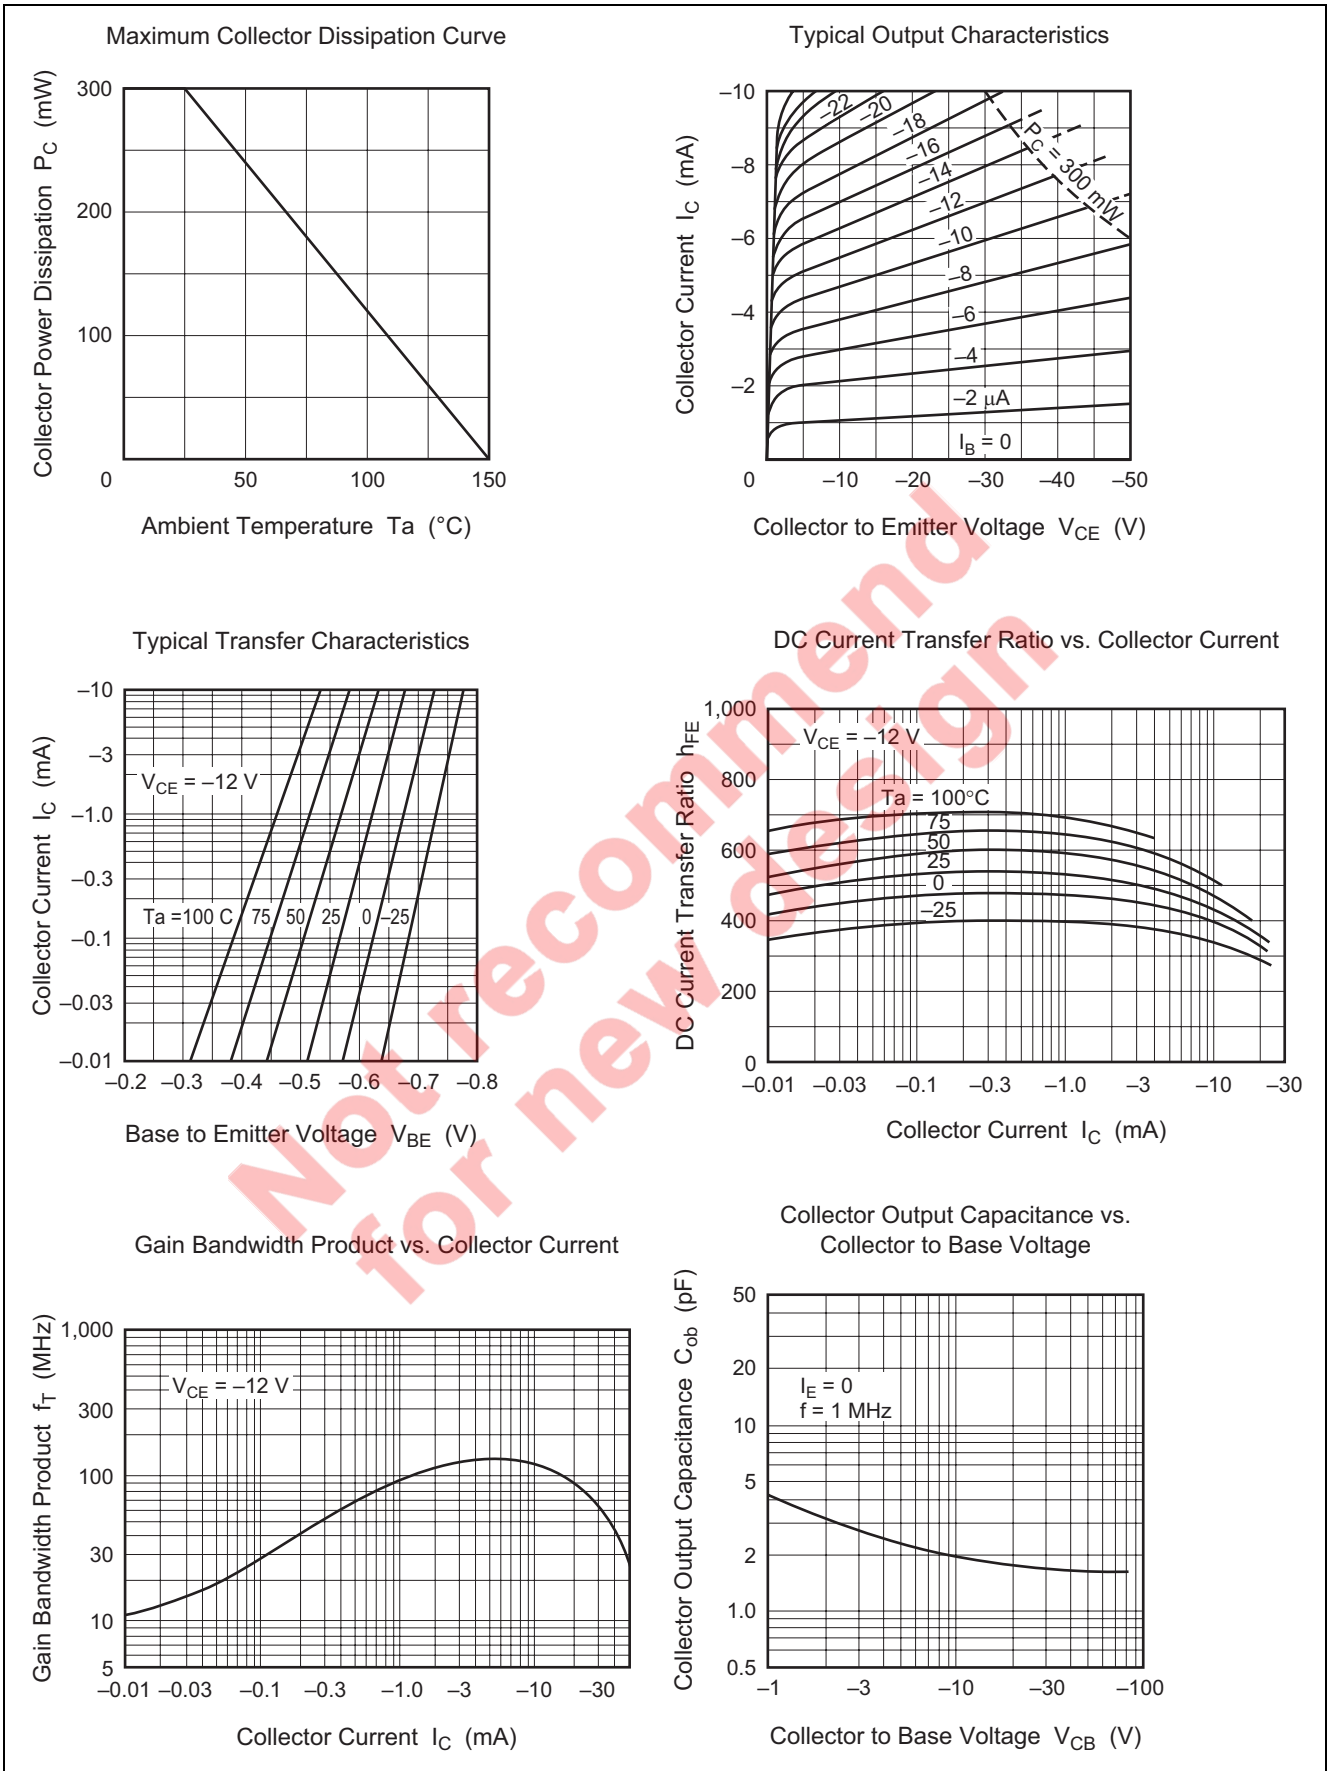 Maximum Collector Dissipation Curve
Collector Power Dissipation PC (mW)
300
200
100
0
50
100
150
Ambient Temperature Ta (°C)
Typical Output Characteristics
Collector Current IC (mA)
–10
–8
–6
–4
–2
0
–10
–20
–30
–40
–50
–22
–20
–18
–16
–14
–12
–10
–8
–6
–4
–2 μA
IB = 0
PC = 300 mW
Collector to Emitter Voltage VCE (V)
Typical Transfer Characteristics
Collector Current IC (mA)
–10
–3
–1.0
–0.3
–0.1
–0.03
–0.01
VCE = –12 V
Ta =100 C 75 50 25 0 –25
–0.2 –0.3 –0.4 –0.5 –0.6 –0.7 –0.8
Base to Emitter Voltage VBE (V)
DC Current Transfer Ratio vs. Collector Current
DC Current Transfer Ratio hFE
1,000
800
600
400
200
0
VCE = –12 V
Ta = 100°C
75
50
25
0
–25
–0.01 –0.03 –0.1 –0.3 –1.0 –3 –10 –30
Collector Current IC (mA)
Gain Bandwidth Product vs. Collector Current
Gain Bandwidth Product fT (MHz)
1,000
300
100
30
10
5
VCE = –12 V
–0.01 –0.03 –0.1 –0.3 –1.0 –3 –10 –30
Collector Current IC (mA)
Collector Output Capacitance vs.
Collector to Base Voltage
Collector Output Capacitance Cob (pF)
50
20
10
5
2
1.0
0.5
IE = 0
f = 1 MHz
–1 –3 –10 –30 –100
Collector to Base Voltage VCB (V)
Not recommend
for new design